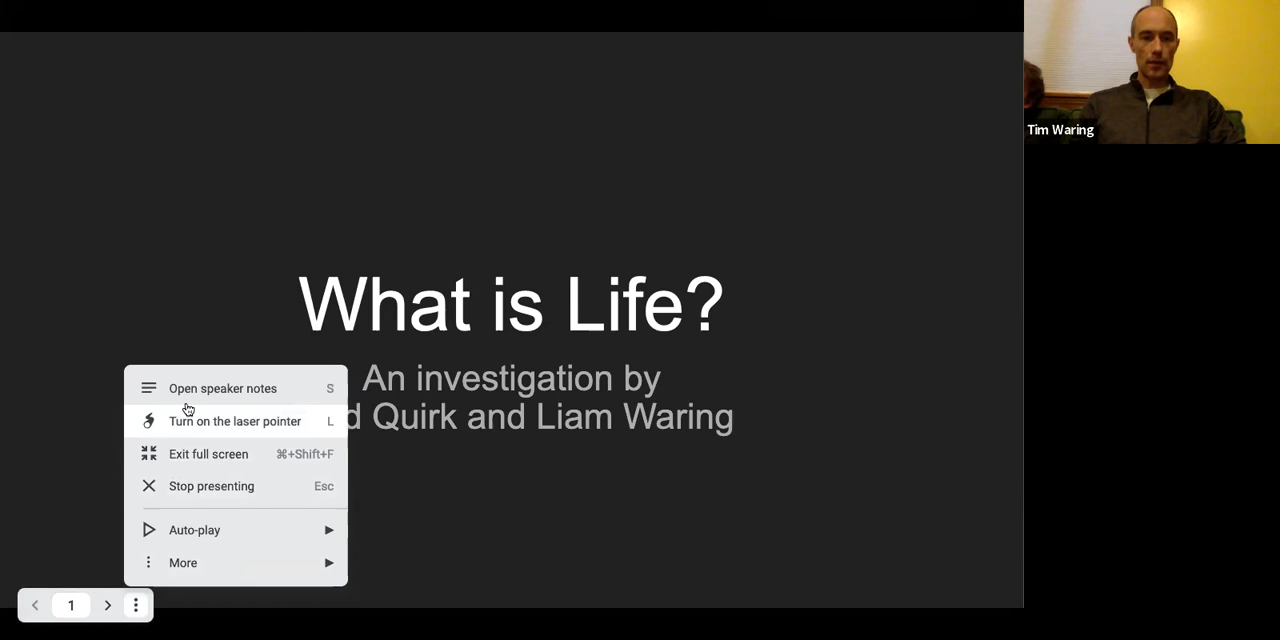 Tim Waring
What is Life?
An investigation by
d Quirk and Liam Waring
Open speaker notes S
Turn on the laser pointer L
Exit full screen ⌘+Shift+F
Stop presenting Esc
Auto-play
More
1